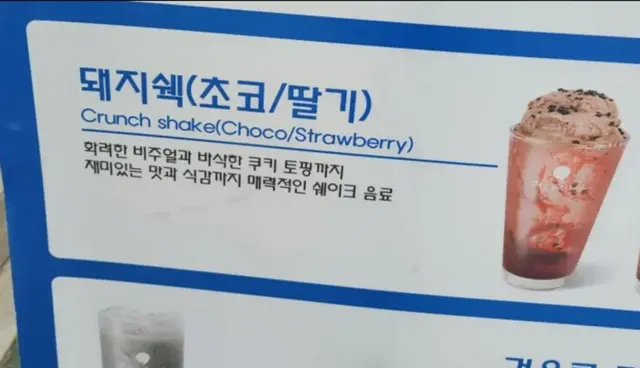 돼지쉑(초코/딸기)
Crunch shake(Choco/Strawberry)
화려한 비주얼과 바삭한 쿠키 토핑까지
재미있는 맛과 식감까지 매력적인 쉐이크 음료